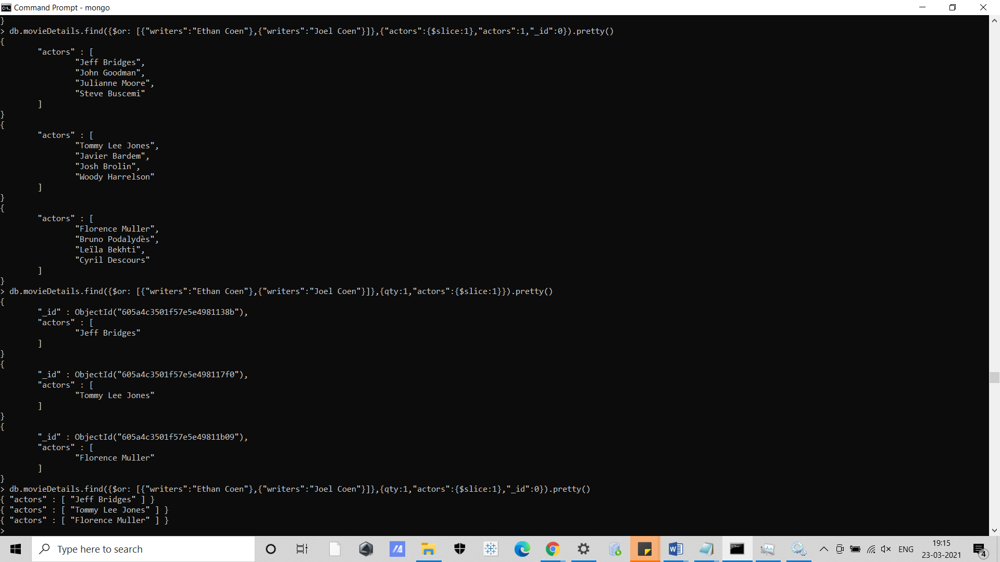 Command Prompt - mongo
}
> db.movieDetails.find({$or: [{"writers":"Ethan Coen"},{"writers":"Joel Coen"}]},{"actors":{$slice:1},"actors":1,"_id":0}).pretty()
{
        "actors" : [
                "Jeff Bridges",
                "John Goodman",
                "Julianne Moore",
                "Steve Buscemi"
        ]
}
{
        "actors" : [
                "Tommy Lee Jones",
                "Javier Bardem",
                "Josh Brolin",
                "Woody Harrelson"
        ]
}
{
        "actors" : [
                "Florence Muller",
                "Bruno Podalydès",
                "Leïla Bekhti",
                "Cyril Descours"
        ]
}
> db.movieDetails.find({$or: [{"writers":"Ethan Coen"},{"writers":"Joel Coen"}]},{qty:1,"actors":{$slice:1}}).pretty()
{
        "_id" : ObjectId("605a4c3501f57e5e4981138b"),
        "actors" : [
                "Jeff Bridges"
        ]
}
{
        "_id" : ObjectId("605a4c3501f57e5e498117f0"),
        "actors" : [
                "Tommy Lee Jones"
        ]
}
{
        "_id" : ObjectId("605a4c3501f57e5e49811b09"),
        "actors" : [
                "Florence Muller"
        ]
}
> db.movieDetails.find({$or: [{"writers":"Ethan Coen"},{"writers":"Joel Coen"}]},{qty:1,"actors":{$slice:1},"_id":0}).pretty()
{ "actors" : [ "Jeff Bridges" ] }
{ "actors" : [ "Tommy Lee Jones" ] }
{ "actors" : [ "Florence Muller" ] }
>
Type here to search
ENG
19:15
23-03-2021
4